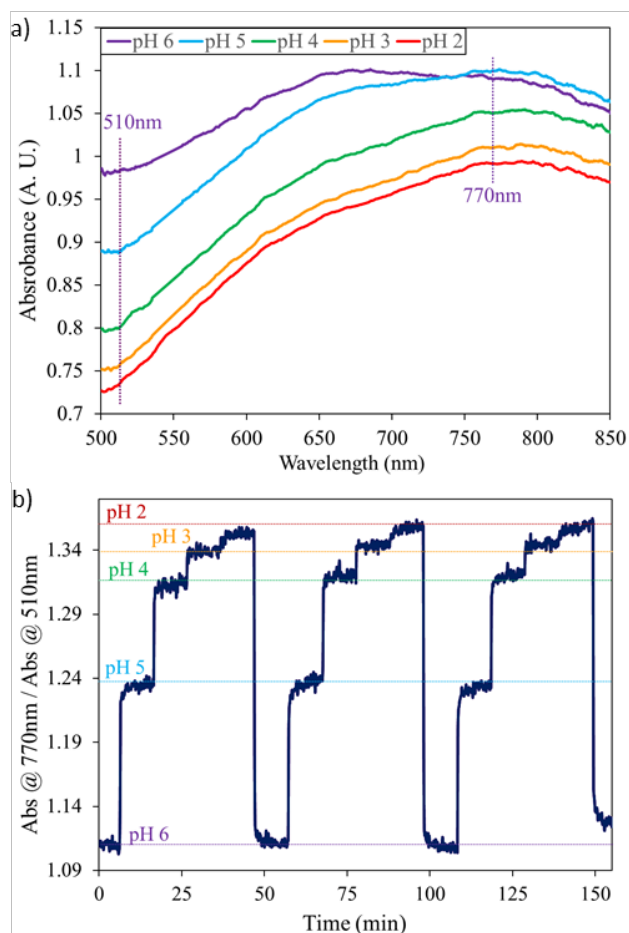 a)
pH 6 pH 5 pH 4 pH 3 pH 2
1.15
1.1
1.05
1
0.95
0.9
0.85
0.8
0.75
0.7
Absrobance (A. U.)
510nm
770nm
500 550 600 650 700 750 800 850
Wavelength (nm)
b)
pH 2
pH 3
pH 4
pH 5
pH 6
1.34
1.29
1.24
1.19
1.14
1.09
Abs @ 770nm / Abs @ 510nm
0 25 50 75 100 125 150
Time (min)